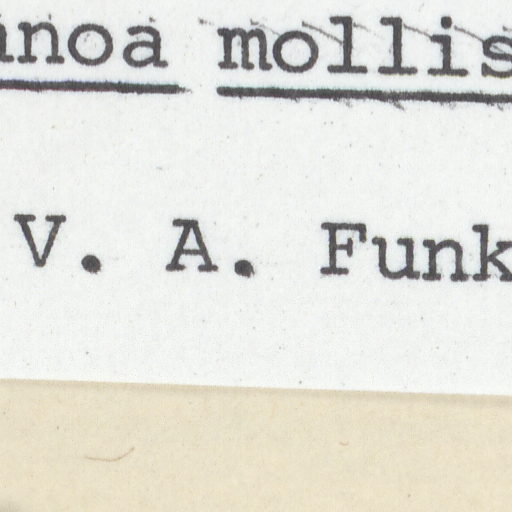 noa mollis
V. A. Funk